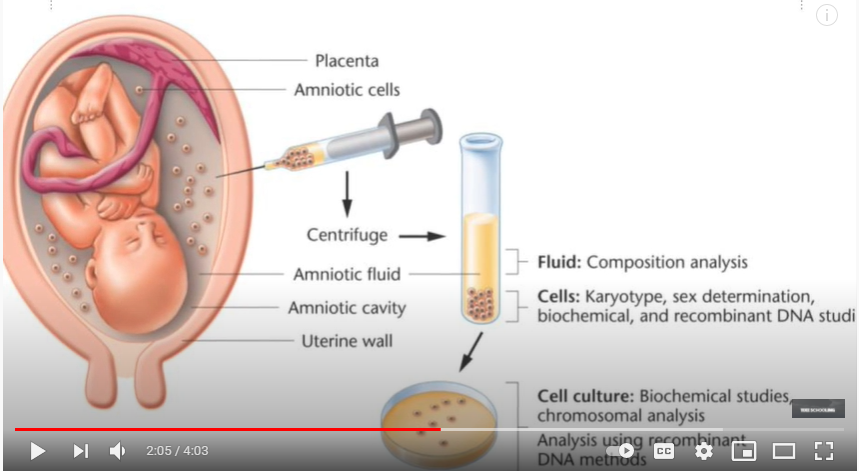 Placenta
Amniotic cells
Centrifuge
Amniotic fluid
Amniotic cavity
Uterine wall
Fluid: Composition analysis
Cells: Karyotype, sex determination,
biochemical, and recombinant DNA studi
Cell culture: Biochemical studies,
chromosomal analysis
Analysis using recombinant
DNA methods
2:05 / 4:03
CC